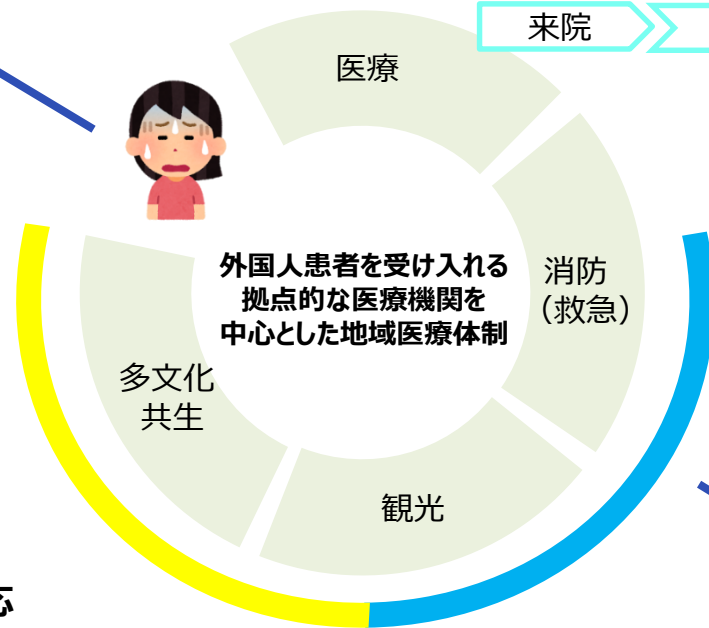 来院
医療
外国人患者を受け入れる
拠点的な医療機関を
中心とした地域医療体制
消防
（救急）
多文化
共生
観光